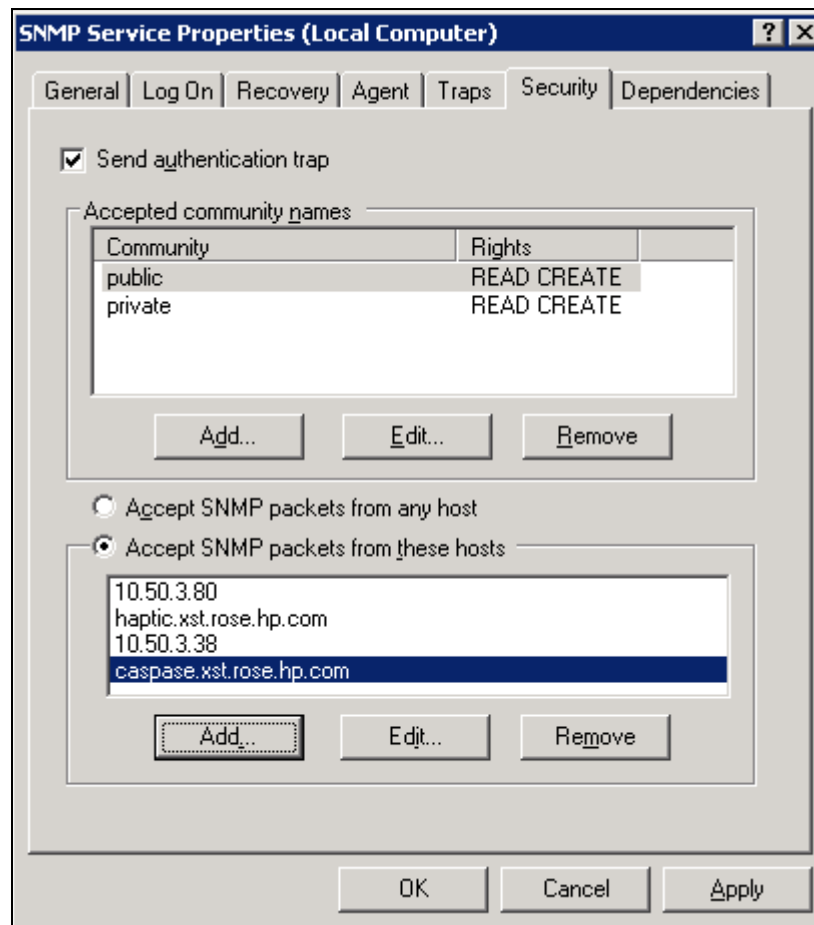 SNMP Service Properties (Local Computer)
General Log On Recovery Agent Traps Security Dependencies
Send authentication trap
Accepted community names
Community Rights
public READ CREATE
private READ CREATE
Add... Edit... Remove
Accept SNMP packets from any host
Accept SNMP packets from these hosts
10.50.3.80
haptic.xst.rose.hp.com
10.50.3.38
caspase.xst.rose.hp.com
Add... Edit... Remove
OK Cancel Apply